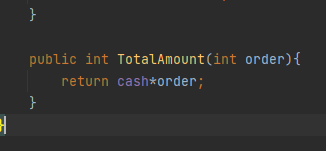 }
public int TotalAmount(int order){
return cash*order;
}
}